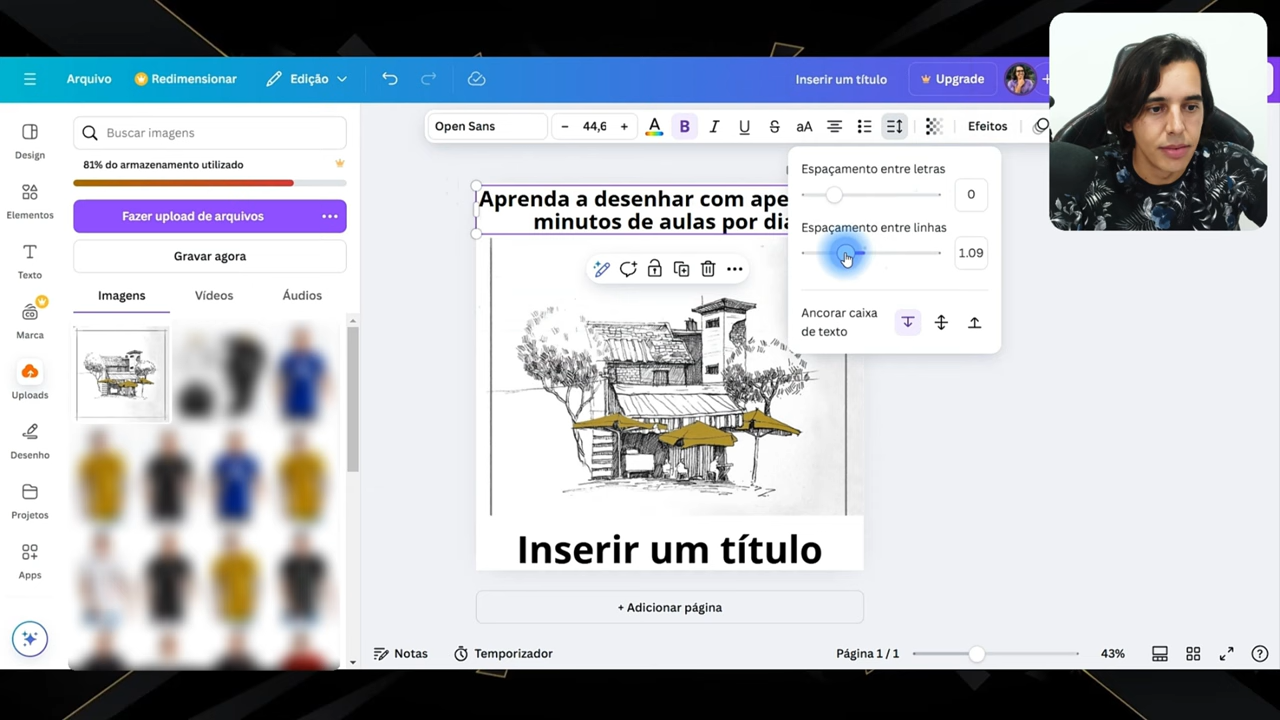 Arquivo
Redimensionar
Edição
Inserir um título
Upgrade
+
Design
Elementos
Texto
Marca
Uploads
Desenho
Projetos
Apps
Buscar imagens
81% do armazenamento utilizado
Fazer upload de arquivos
Gravar agora
Imagens
Vídeos
Áudios
Open Sans
– 44,6 +
A B I U S aA
Efeitos
Espaçamento entre letras
0
Espaçamento entre linhas
1.09
Ancorar caixa
de texto
Aprenda a desenhar com ape
minutos de aulas por dia
Inserir um título
+ Adicionar página
Notas
Temporizador
Página 1 / 1
43%
?